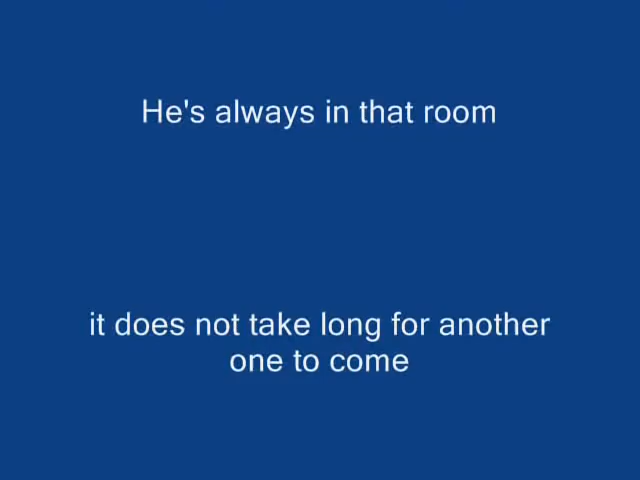 He's always in that room
it does not take long for another
one to come